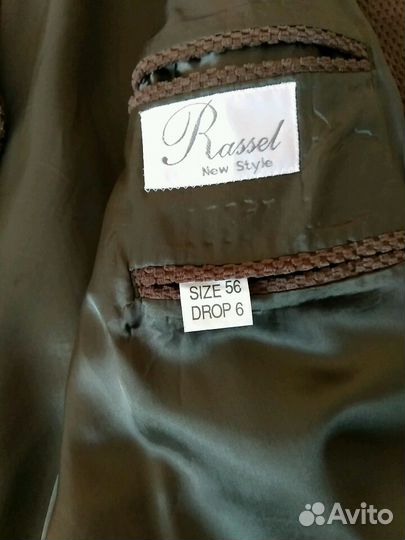 Rassel
New Style
SIZE 56
DROP 6
Avito